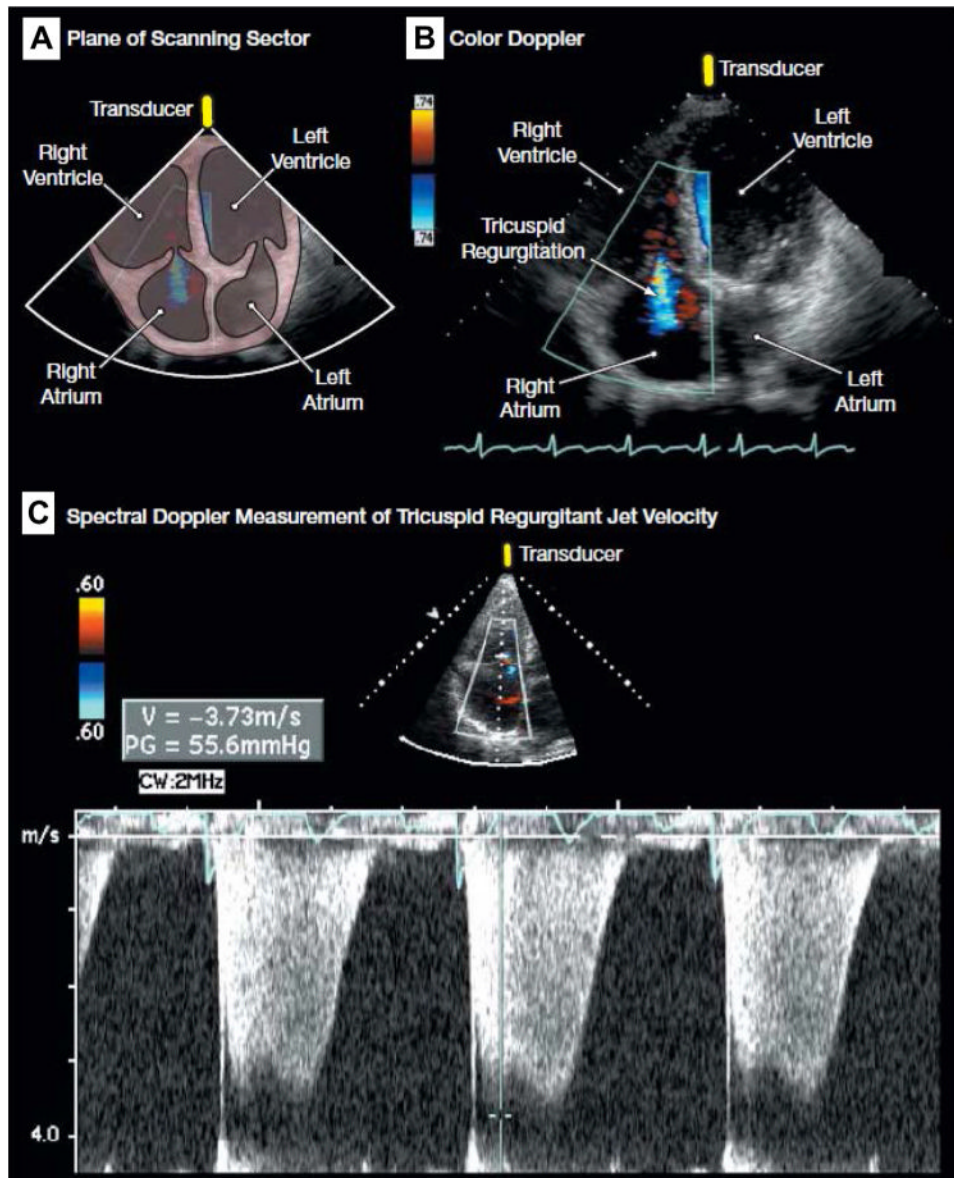 A Plane of Scanning Sector
Transducer
Right
Ventricle
Left
Ventricle
Right
Atrium
Left
Atrium
B Color Doppler
Transducer
.74
.74
Right
Ventricle
Left
Ventricle
Tricuspid
Regurgitation
Right
Atrium
Left
Atrium
C Spectral Doppler Measurement of Tricuspid Regurgitant Jet Velocity
Transducer
.60
.60
V = -3.73m/s
PG = 55.6mmHg
CW:2MHz
m/s
4.0